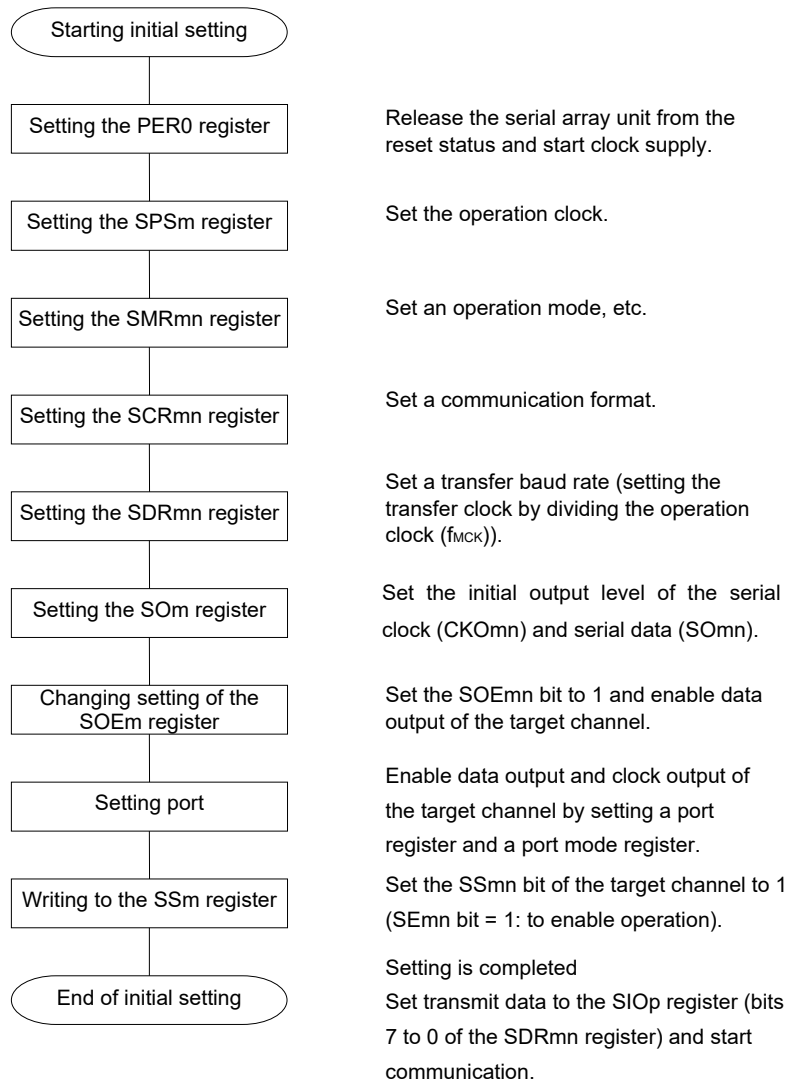 Starting initial setting
Setting the PER0 register
Release the serial array unit from the
reset status and start clock supply.
Setting the SPSm register
Set the operation clock.
Setting the SMRmn register
Set an operation mode, etc.
Setting the SCRmn register
Set a communication format.
Setting the SDRmn register
Set a transfer baud rate (setting the
transfer clock by dividing the operation
clock (fMCK)).
Setting the SOm register
Set the initial output level of the serial
clock (CKOmn) and serial data (SOmn).
Changing setting of the
SOEm register
Set the SOEmn bit to 1 and enable data
output of the target channel.
Setting port
Enable data output and clock output of
the target channel by setting a port
register and a port mode register.
Writing to the SSm register
Set the SSmn bit of the target channel to 1
(SEmn bit = 1: to enable operation).
End of initial setting
Setting is completed
Set transmit data to the SIOp register (bits
7 to 0 of the SDRmn register) and start
communication.